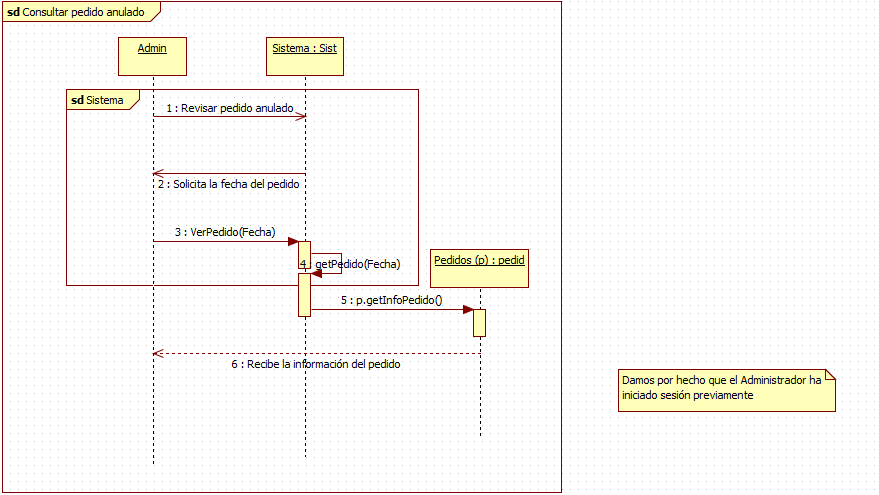 sd Consultar pedido anulado
Admin
Sistema : Sist
sd Sistema
1 : Revisar pedido anulado
2 : Solicita la fecha del pedido
3 : VerPedido(Fecha)
4 : getPedido(Fecha)
Pedidos (p) : pedid
5 : p.getInfoPedido()
6 : Recibe la información del pedido
Damos por hecho que el Administrador ha
iniciado sesión previamente